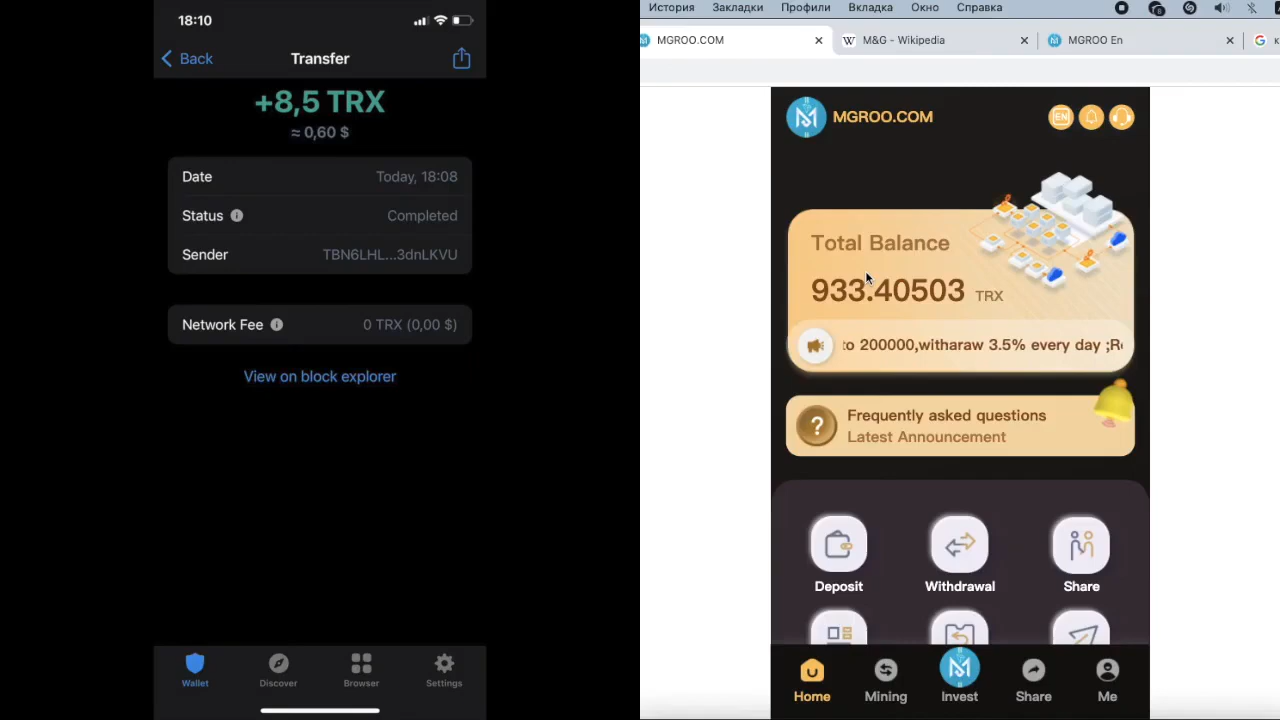 18:10
Back
Transfer
+8,5 TRX
≈ 0,60 $
Date
Today, 18:08
Status
Completed
Sender
TBN6LHL...3dnLKVU
Network Fee
0 TRX (0,00 $)
View on block explorer
Wallet
Discover
Browser
Settings
История
Закладки
Профили
Вкладка
Окно
Справка
MGROO.COM
M&G - Wikipedia
MGROO En
MGROO.COM
EN
Total Balance
933.40503 TRX
to 200000,witharaw 3.5% every day ;R
Frequently asked questions
Latest Announcement
Deposit
Withdrawal
Share
Home
Mining
Invest
Share
Me